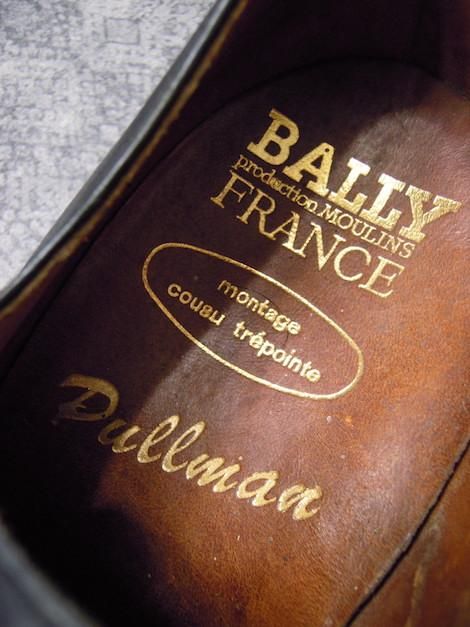 BALLY
production MOULINS
FRANCE
montage
cousu trépointe
Pullman